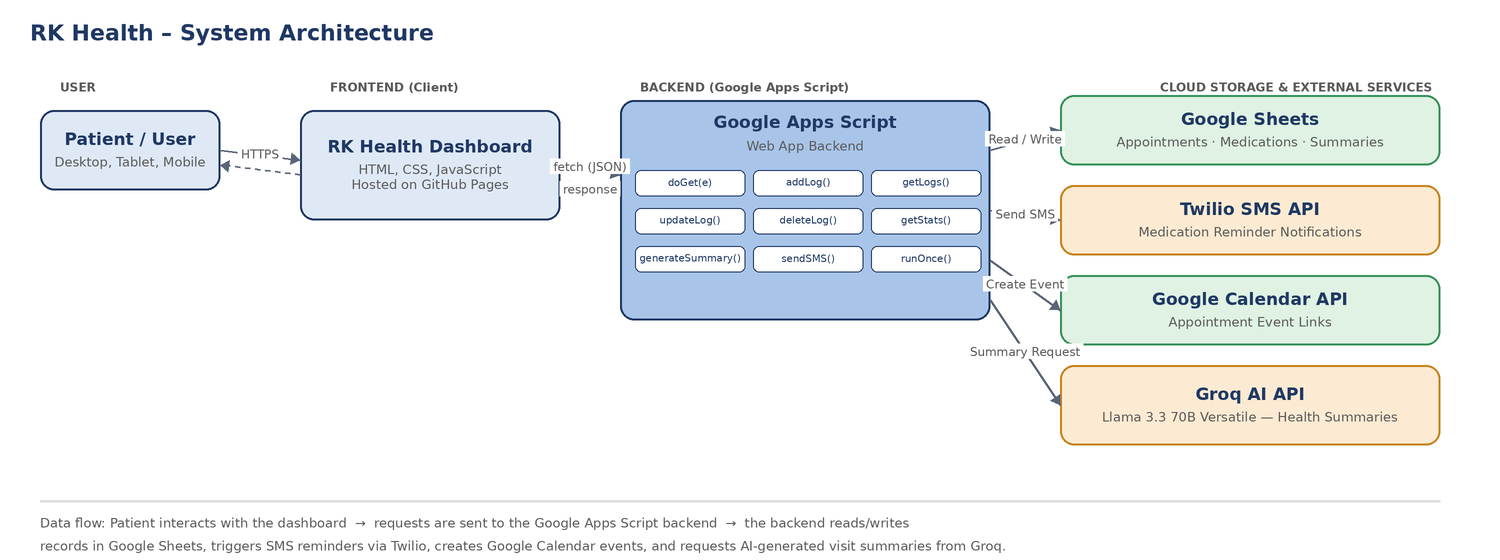 RK Health – System Architecture
USER
FRONTEND (Client)
BACKEND (Google Apps Script)
CLOUD STORAGE & EXTERNAL SERVICES
Patient / User
Desktop, Tablet, Mobile
HTTPS
RK Health Dashboard
HTML, CSS, JavaScript
Hosted on GitHub Pages
fetch (JSON)
response
Google Apps Script
Web App Backend
doGet(e)
addLog()
getLogs()
updateLog()
deleteLog()
getStats()
generateSummary()
sendSMS()
runOnce()
Read / Write
Send SMS
Create Event
Summary Request
Google Sheets
Appointments · Medications · Summaries
Twilio SMS API
Medication Reminder Notifications
Google Calendar API
Appointment Event Links
Groq AI API
Llama 3.3 70B Versatile — Health Summaries
Data flow: Patient interacts with the dashboard → requests are sent to the Google Apps Script backend → the backend reads/writes
records in Google Sheets, triggers SMS reminders via Twilio, creates Google Calendar events, and requests AI-generated visit summaries from Groq.